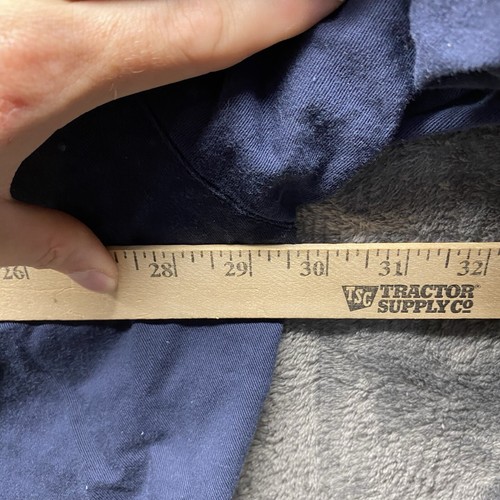 26 28 29 30 31 32
TSC TRACTOR
SUPPLY CO